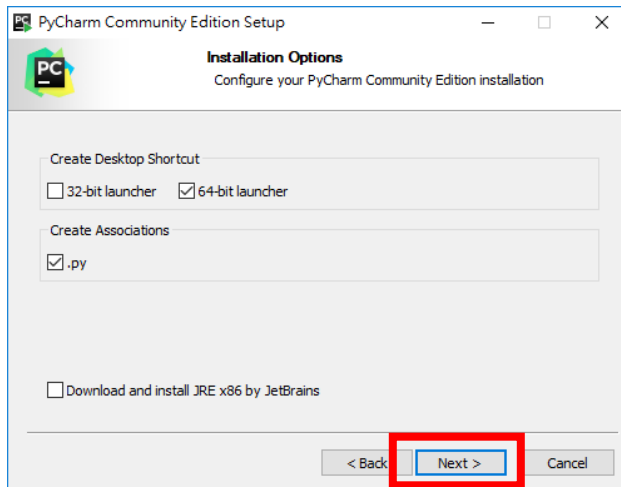 PyCharm Community Edition Setup
PC
Installation Options
Configure your PyCharm Community Edition installation
Create Desktop Shortcut
32-bit launcher 64-bit launcher
Create Associations
.py
Download and install JRE x86 by JetBrains
< Back Next > Cancel